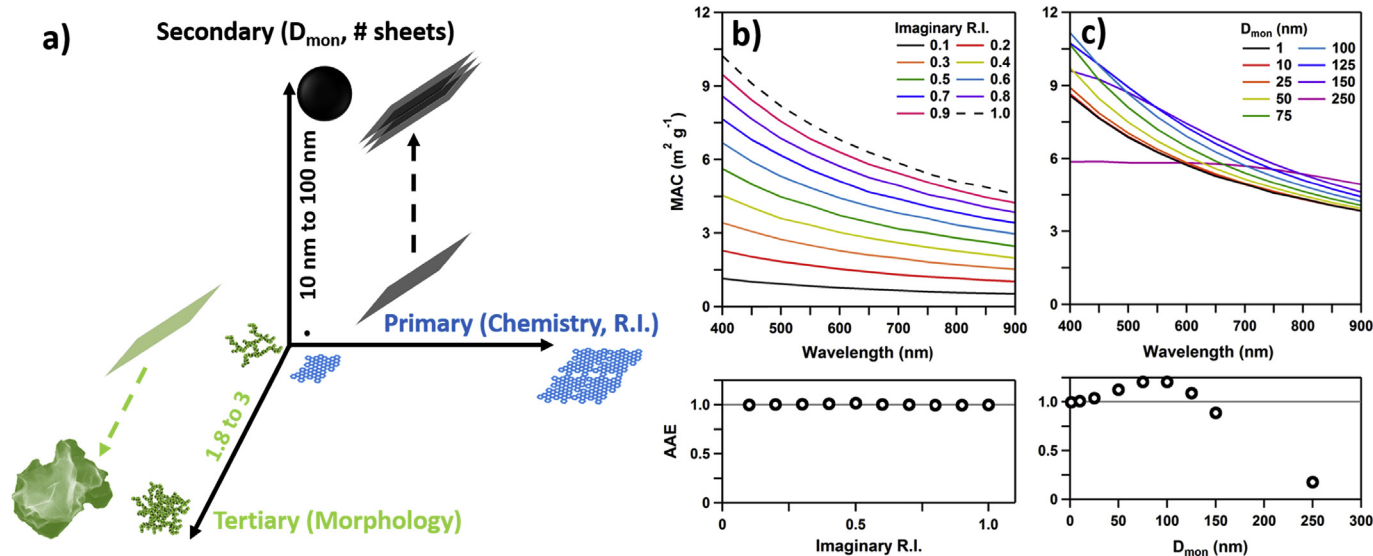 a)
Secondary (D_mon, # sheets)
10 nm to 100 nm
Primary (Chemistry, R.I.)
1.8 to 3
Tertiary (Morphology)
b)
Imaginary R.I.
0.1 0.2
0.3 0.4
0.5 0.6
0.7 0.8
0.9 1.0
MAC (m² g⁻¹)
12
9
6
3
0
400 500 600 700 800 900
Wavelength (nm)
AAE
1.0
0.5
0
0 0.5 1.0
Imaginary R.I.
c)
D_mon (nm)
1 100
10 125
25 150
50 250
75
12
9
6
3
0
400 500 600 700 800 900
Wavelength (nm)
1.0
0.5
0
0 50 100 150 200 250 300
D_mon (nm)